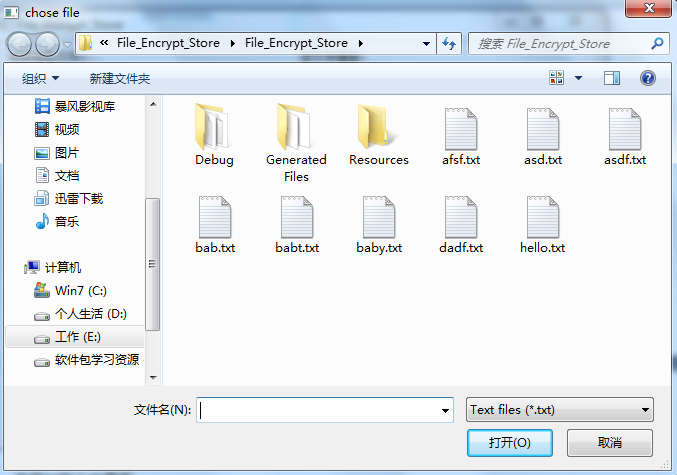 chose file
« File_Encrypt_Store ▸ File_Encrypt_Store ▸
搜索 File_Encrypt_Store
组织 新建文件夹
暴风影视库
视频
图片
文档
迅雷下载
音乐
计算机
Win7 (C:)
个人生活 (D:)
工作 (E:)
软件包学习资源
Debug
Generated
Files
Resources
afsf.txt
asd.txt
asdf.txt
bab.txt
babt.txt
baby.txt
dadf.txt
hello.txt
文件名(N):
Text files (*.txt)
打开(O)
取消